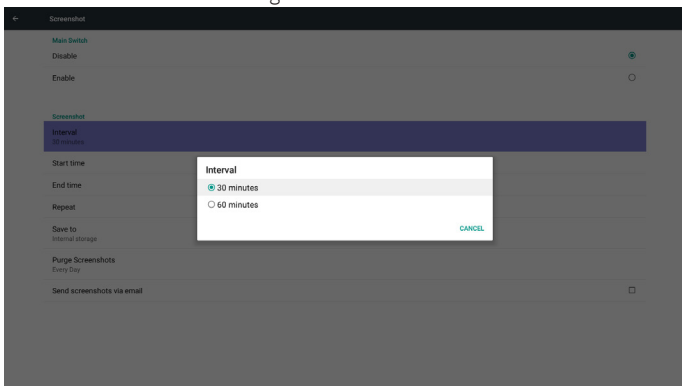 Screenshot
Main Switch
Disable
Enable
Screenshot
Interval
30 minutes
Start time
End time
Repeat
Save to
Internal storage
Purge Screenshots
Every Day
Send screenshots via email
Interval
30 minutes
60 minutes
CANCEL